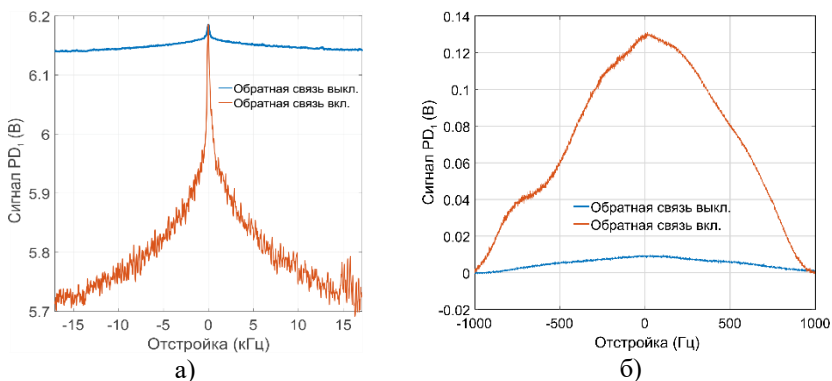 6.2
6.1
6
5.9
5.8
5.7
-15
-10
-5
0
5
10
15
Сигнал PD1 (В)
Отстройка (кГц)
Обратная связь выкл.
Обратная связь вкл.
а)
0.14
0.12
0.1
0.08
0.06
0.04
0.02
0
-0.02
-1000
-500
0
500
1000
Сигнал PD1 (В)
Отстройка (Гц)
Обратная связь выкл.
Обратная связь вкл.
б)